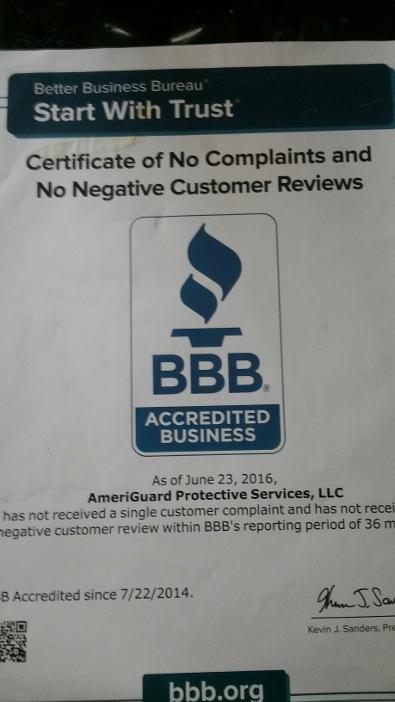 Better Business Bureau®
Start With Trust®
Certificate of No Complaints and
No Negative Customer Reviews
BBB®
ACCREDITED
BUSINESS
As of June 23, 2016,
AmeriGuard Protective Services, LLC
has not received a single customer complaint and has not recei
negative customer review within BBB's reporting period of 36 m
B Accredited since 7/22/2014.
Kevin J. Sanders, Pre
bbb.org